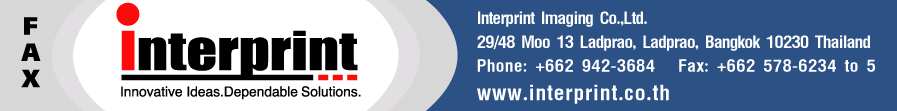 FAX
interprint
Innovative Ideas.Dependable Solutions.
Interprint Imaging Co.,Ltd.
29/48 Moo 13 Ladprao, Ladprao, Bangkok 10230 Thailand
Phone: +662 942-3684 Fax: +662 578-6234 to 5
www.interprint.co.th